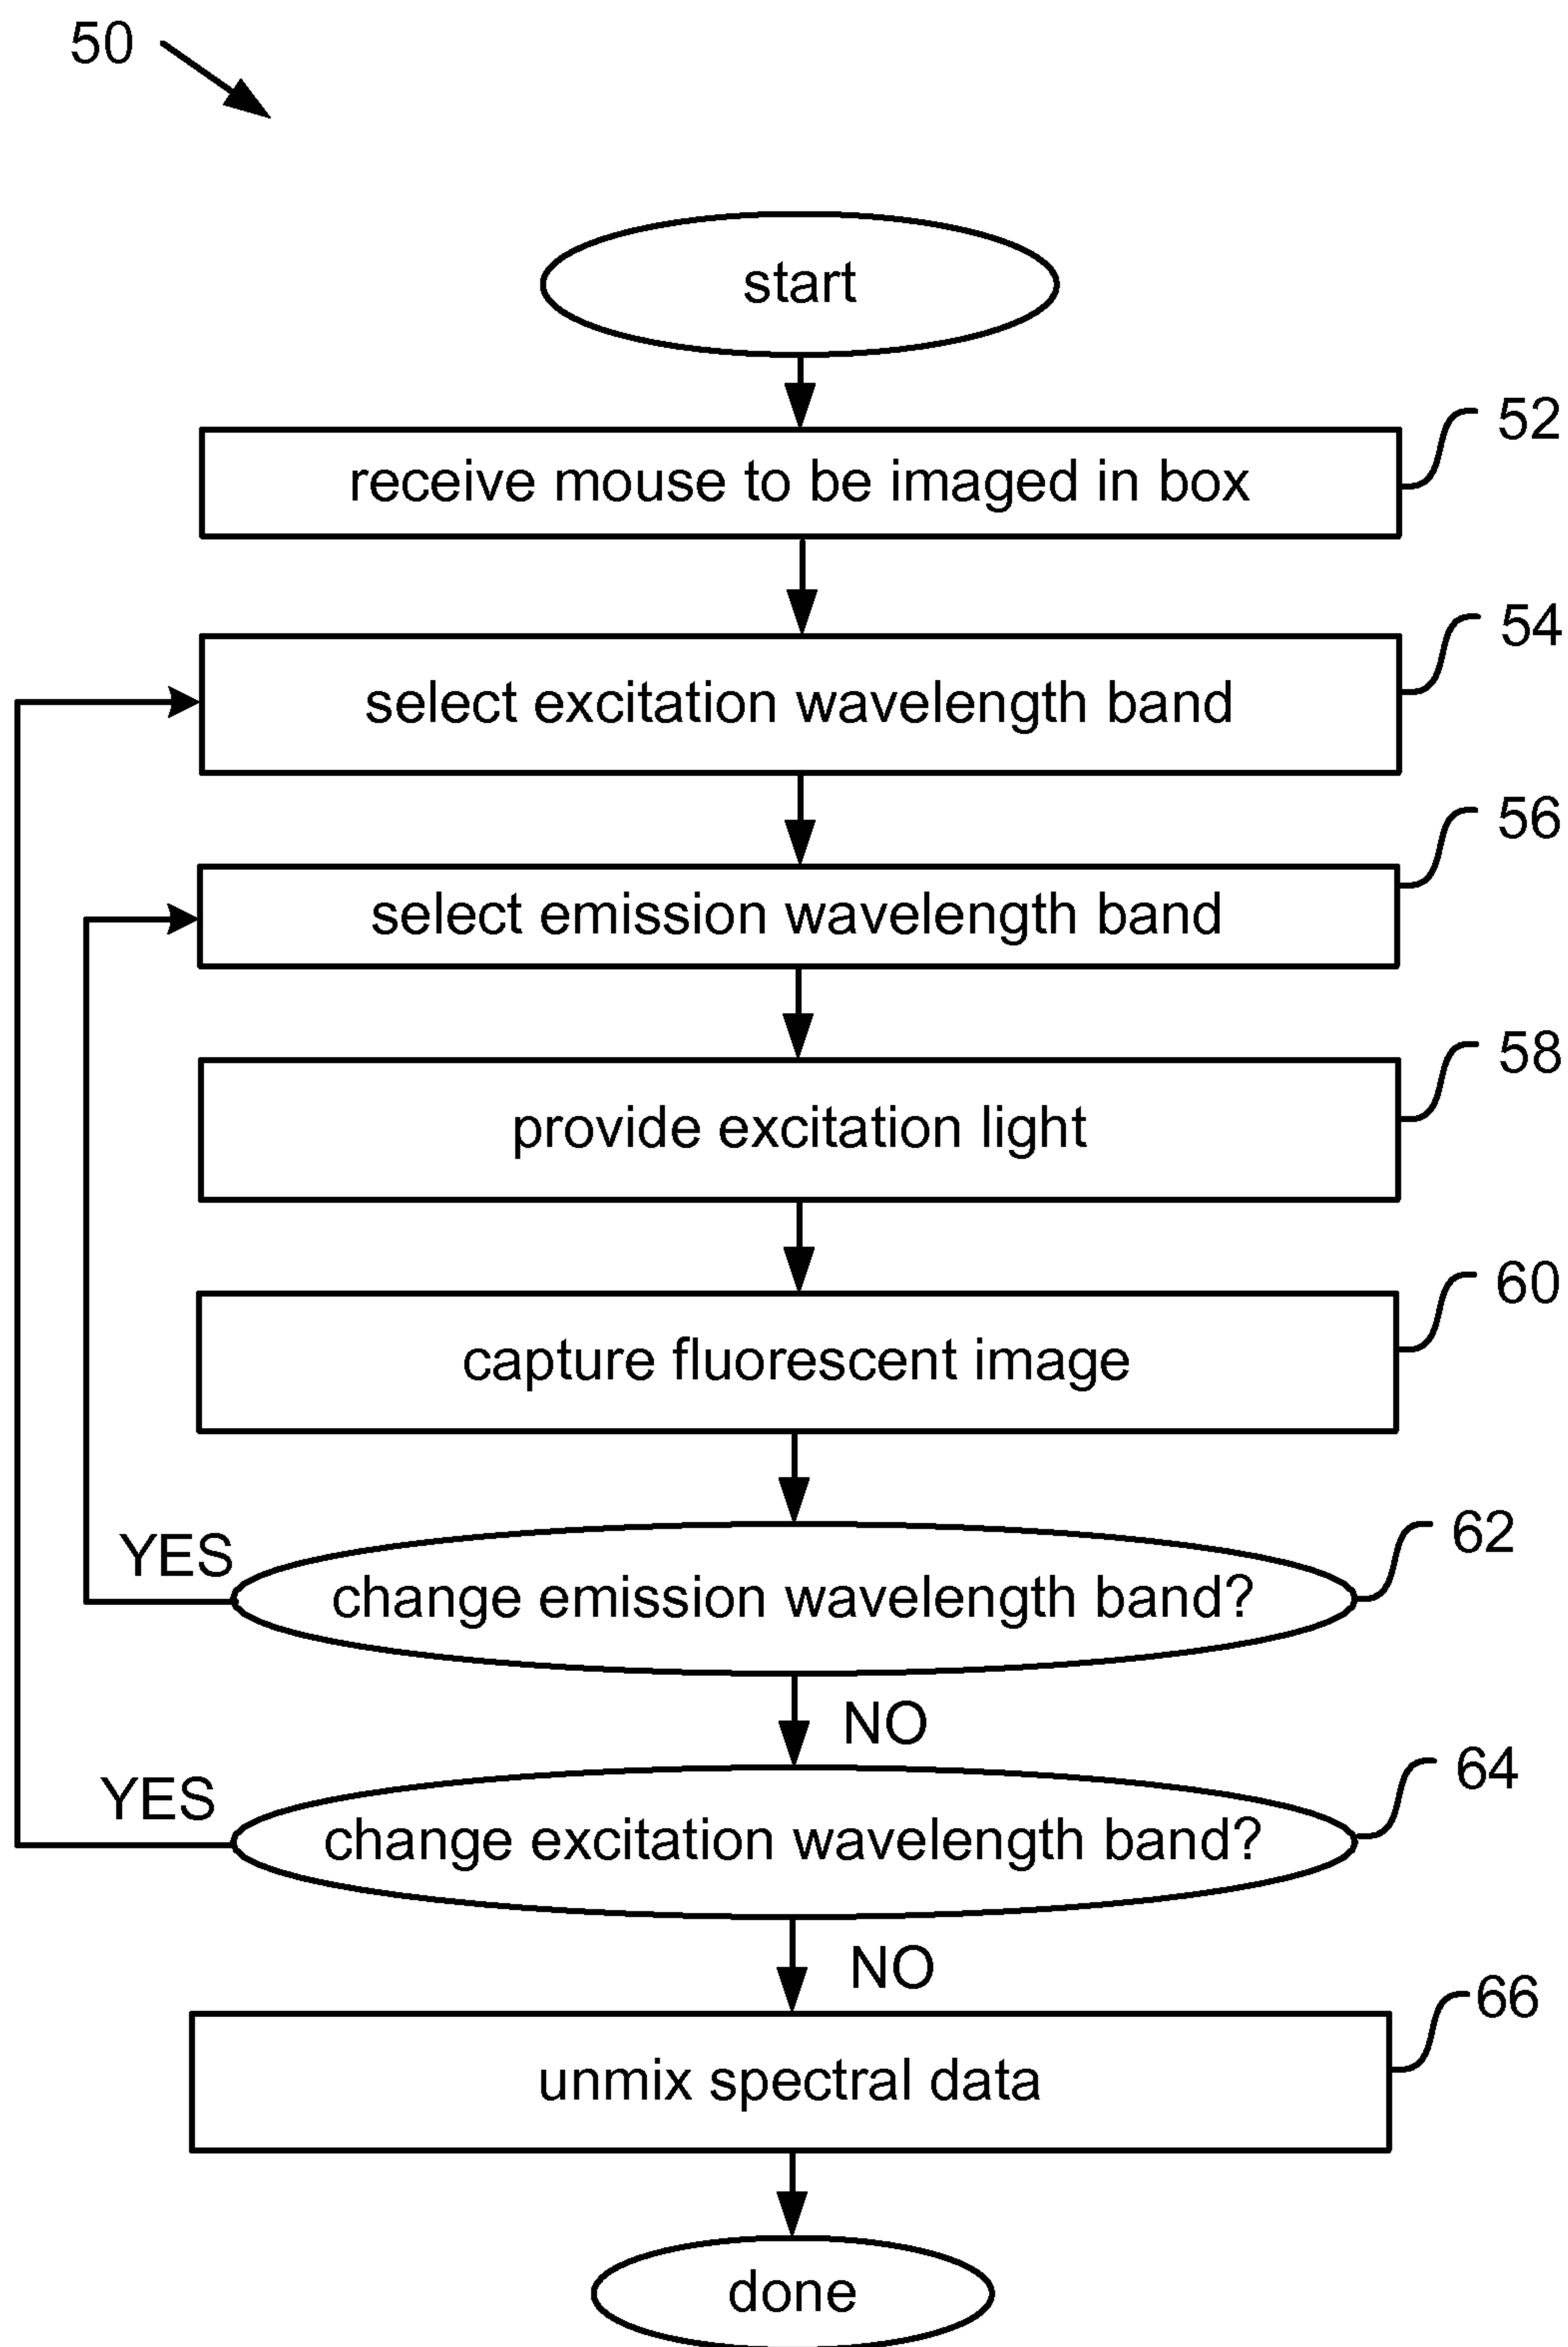 50
start
52
receive mouse to be imaged in box
54
select excitation wavelength band
56
select emission wavelength band
58
provide excitation light
60
capture fluorescent image
62
YES
change emission wavelength band?
NO
64
YES
change excitation wavelength band?
NO
66
unmix spectral data
done